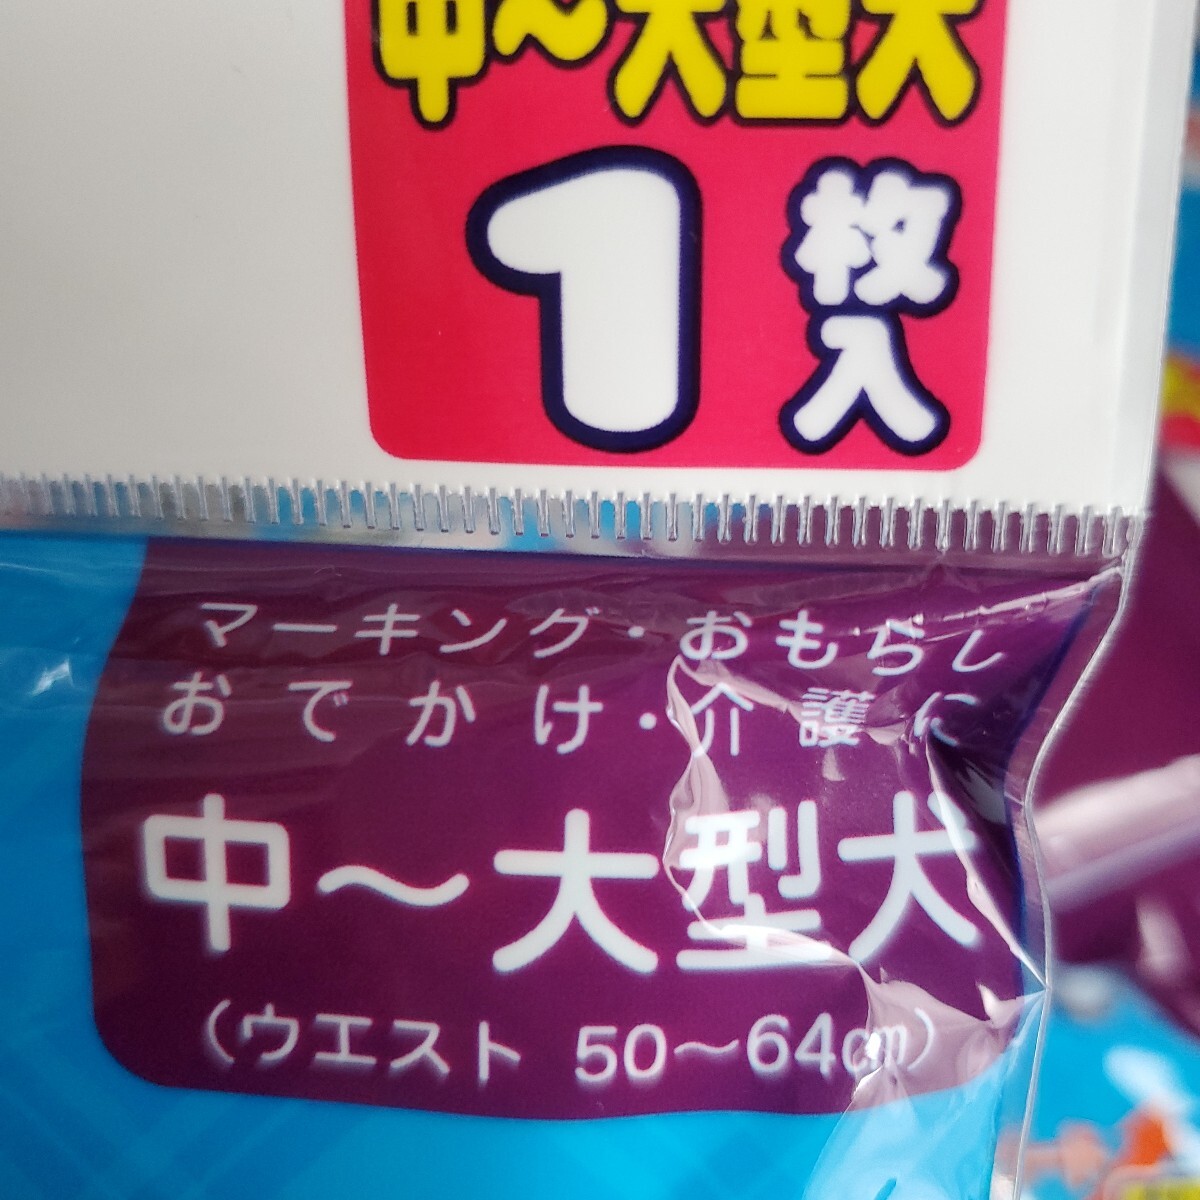 中～大型犬
1枚入
マーキング・おもらし
おでかけ・介護に
中～大型犬
（ウエスト 50～64㎝）